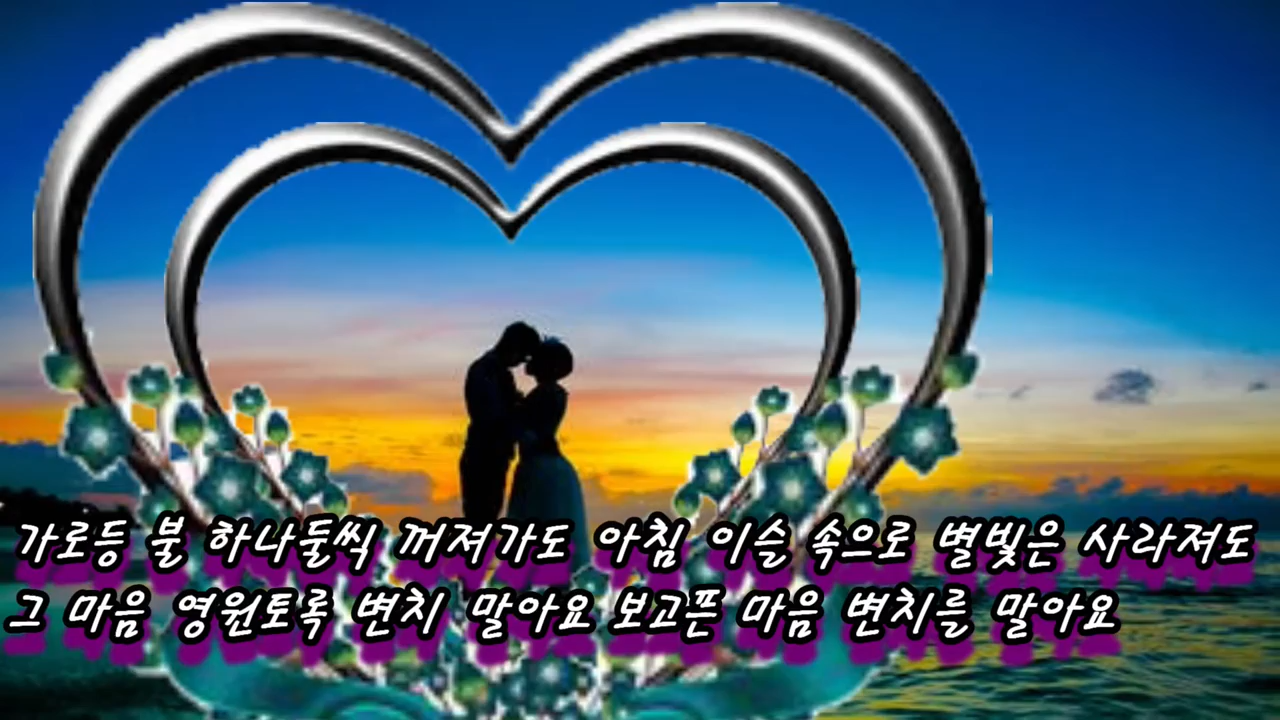 가로등 불 하나둘씩 꺼져가도 아침 이슬 속으로 별빛은 사라져도
그 마음 영원토록 변치 말아요 보고픈 마음 변치를 말아요